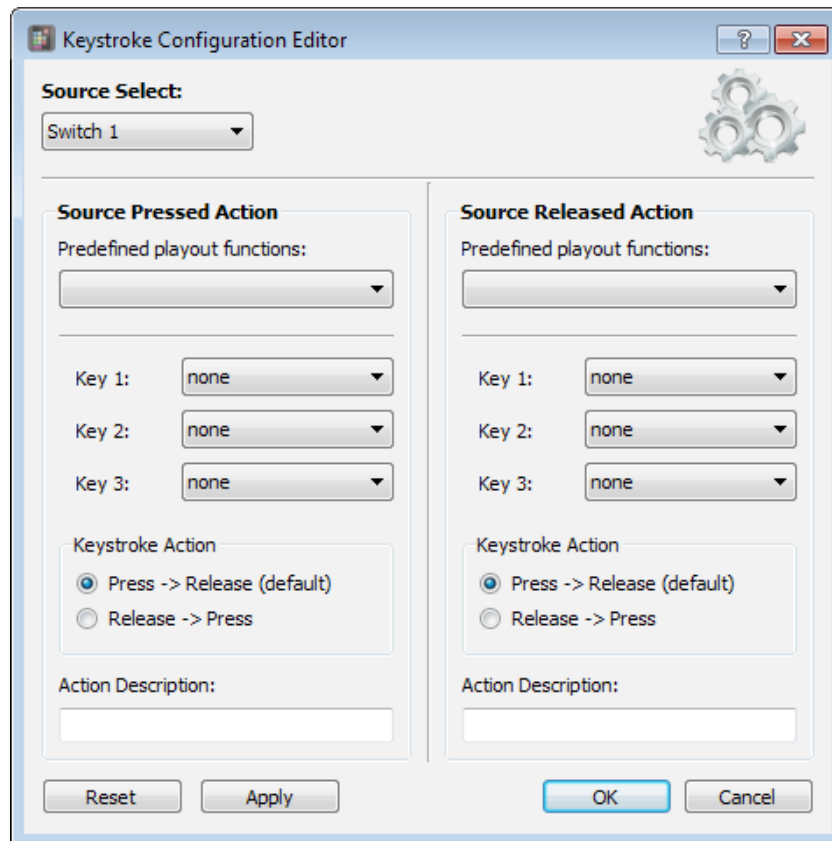 Keystroke Configuration Editor
?
Source Select:
Switch 1
Source Pressed Action
Predefined playout functions:
Key 1: none
Key 2: none
Key 3: none
Keystroke Action
Press -> Release (default)
Release -> Press
Action Description:
Source Released Action
Predefined playout functions:
Key 1: none
Key 2: none
Key 3: none
Keystroke Action
Press -> Release (default)
Release -> Press
Action Description:
Reset Apply OK Cancel